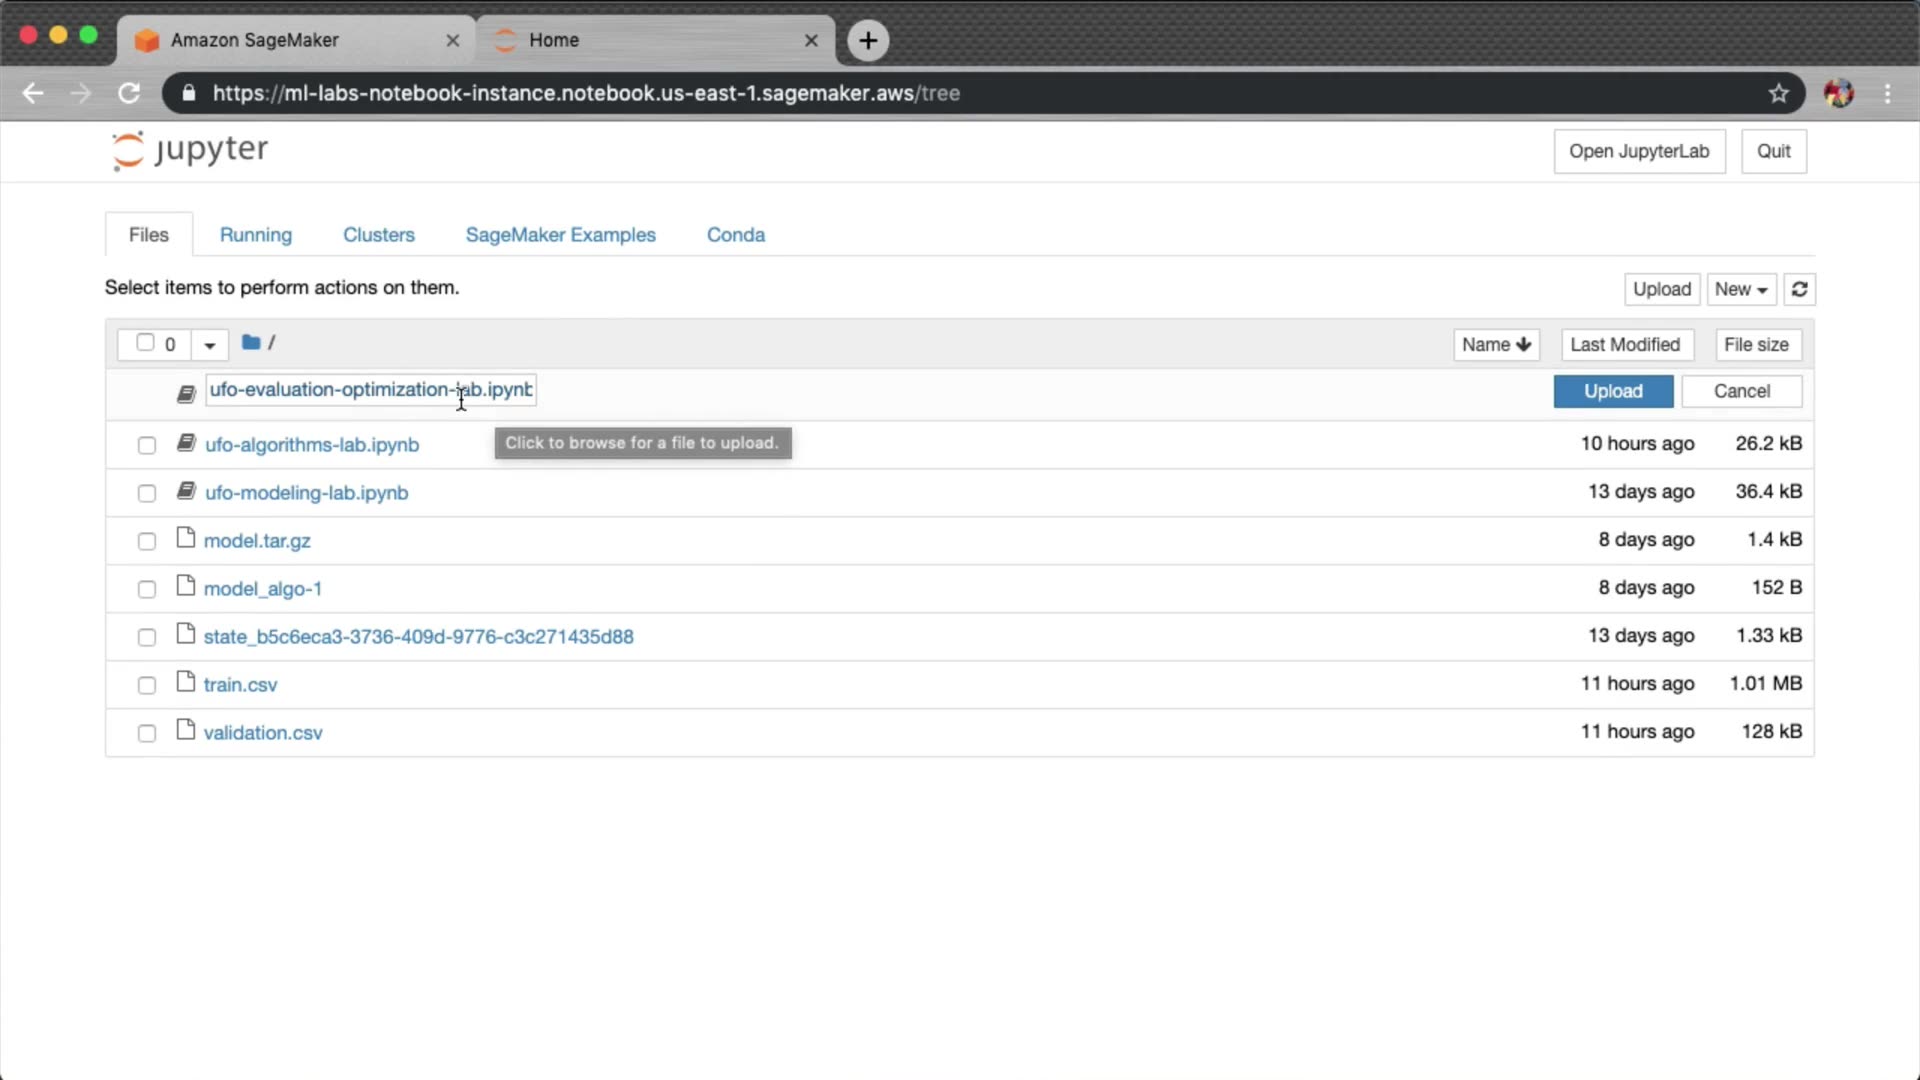 Amazon SageMaker
Home
https://ml-labs-notebook-instance.notebook.us-east-1.sagemaker.aws/tree
jupyter
Open JupyterLab
Quit
Files
Running
Clusters
SageMaker Examples
Conda
Select items to perform actions on them.
Upload
New
0
/
Name
Last Modified
File size
ufo-evaluation-optimization-lab.ipynb
Upload
Cancel
Click to browse for a file to upload.
ufo-algorithms-lab.ipynb 10 hours ago 26.2 kB
ufo-modeling-lab.ipynb 13 days ago 36.4 kB
model.tar.gz 8 days ago 1.4 kB
model_algo-1 8 days ago 152 B
state_b5c6eca3-3736-409d-9776-c3c271435d88 13 days ago 1.33 kB
train.csv 11 hours ago 1.01 MB
validation.csv 11 hours ago 128 kB